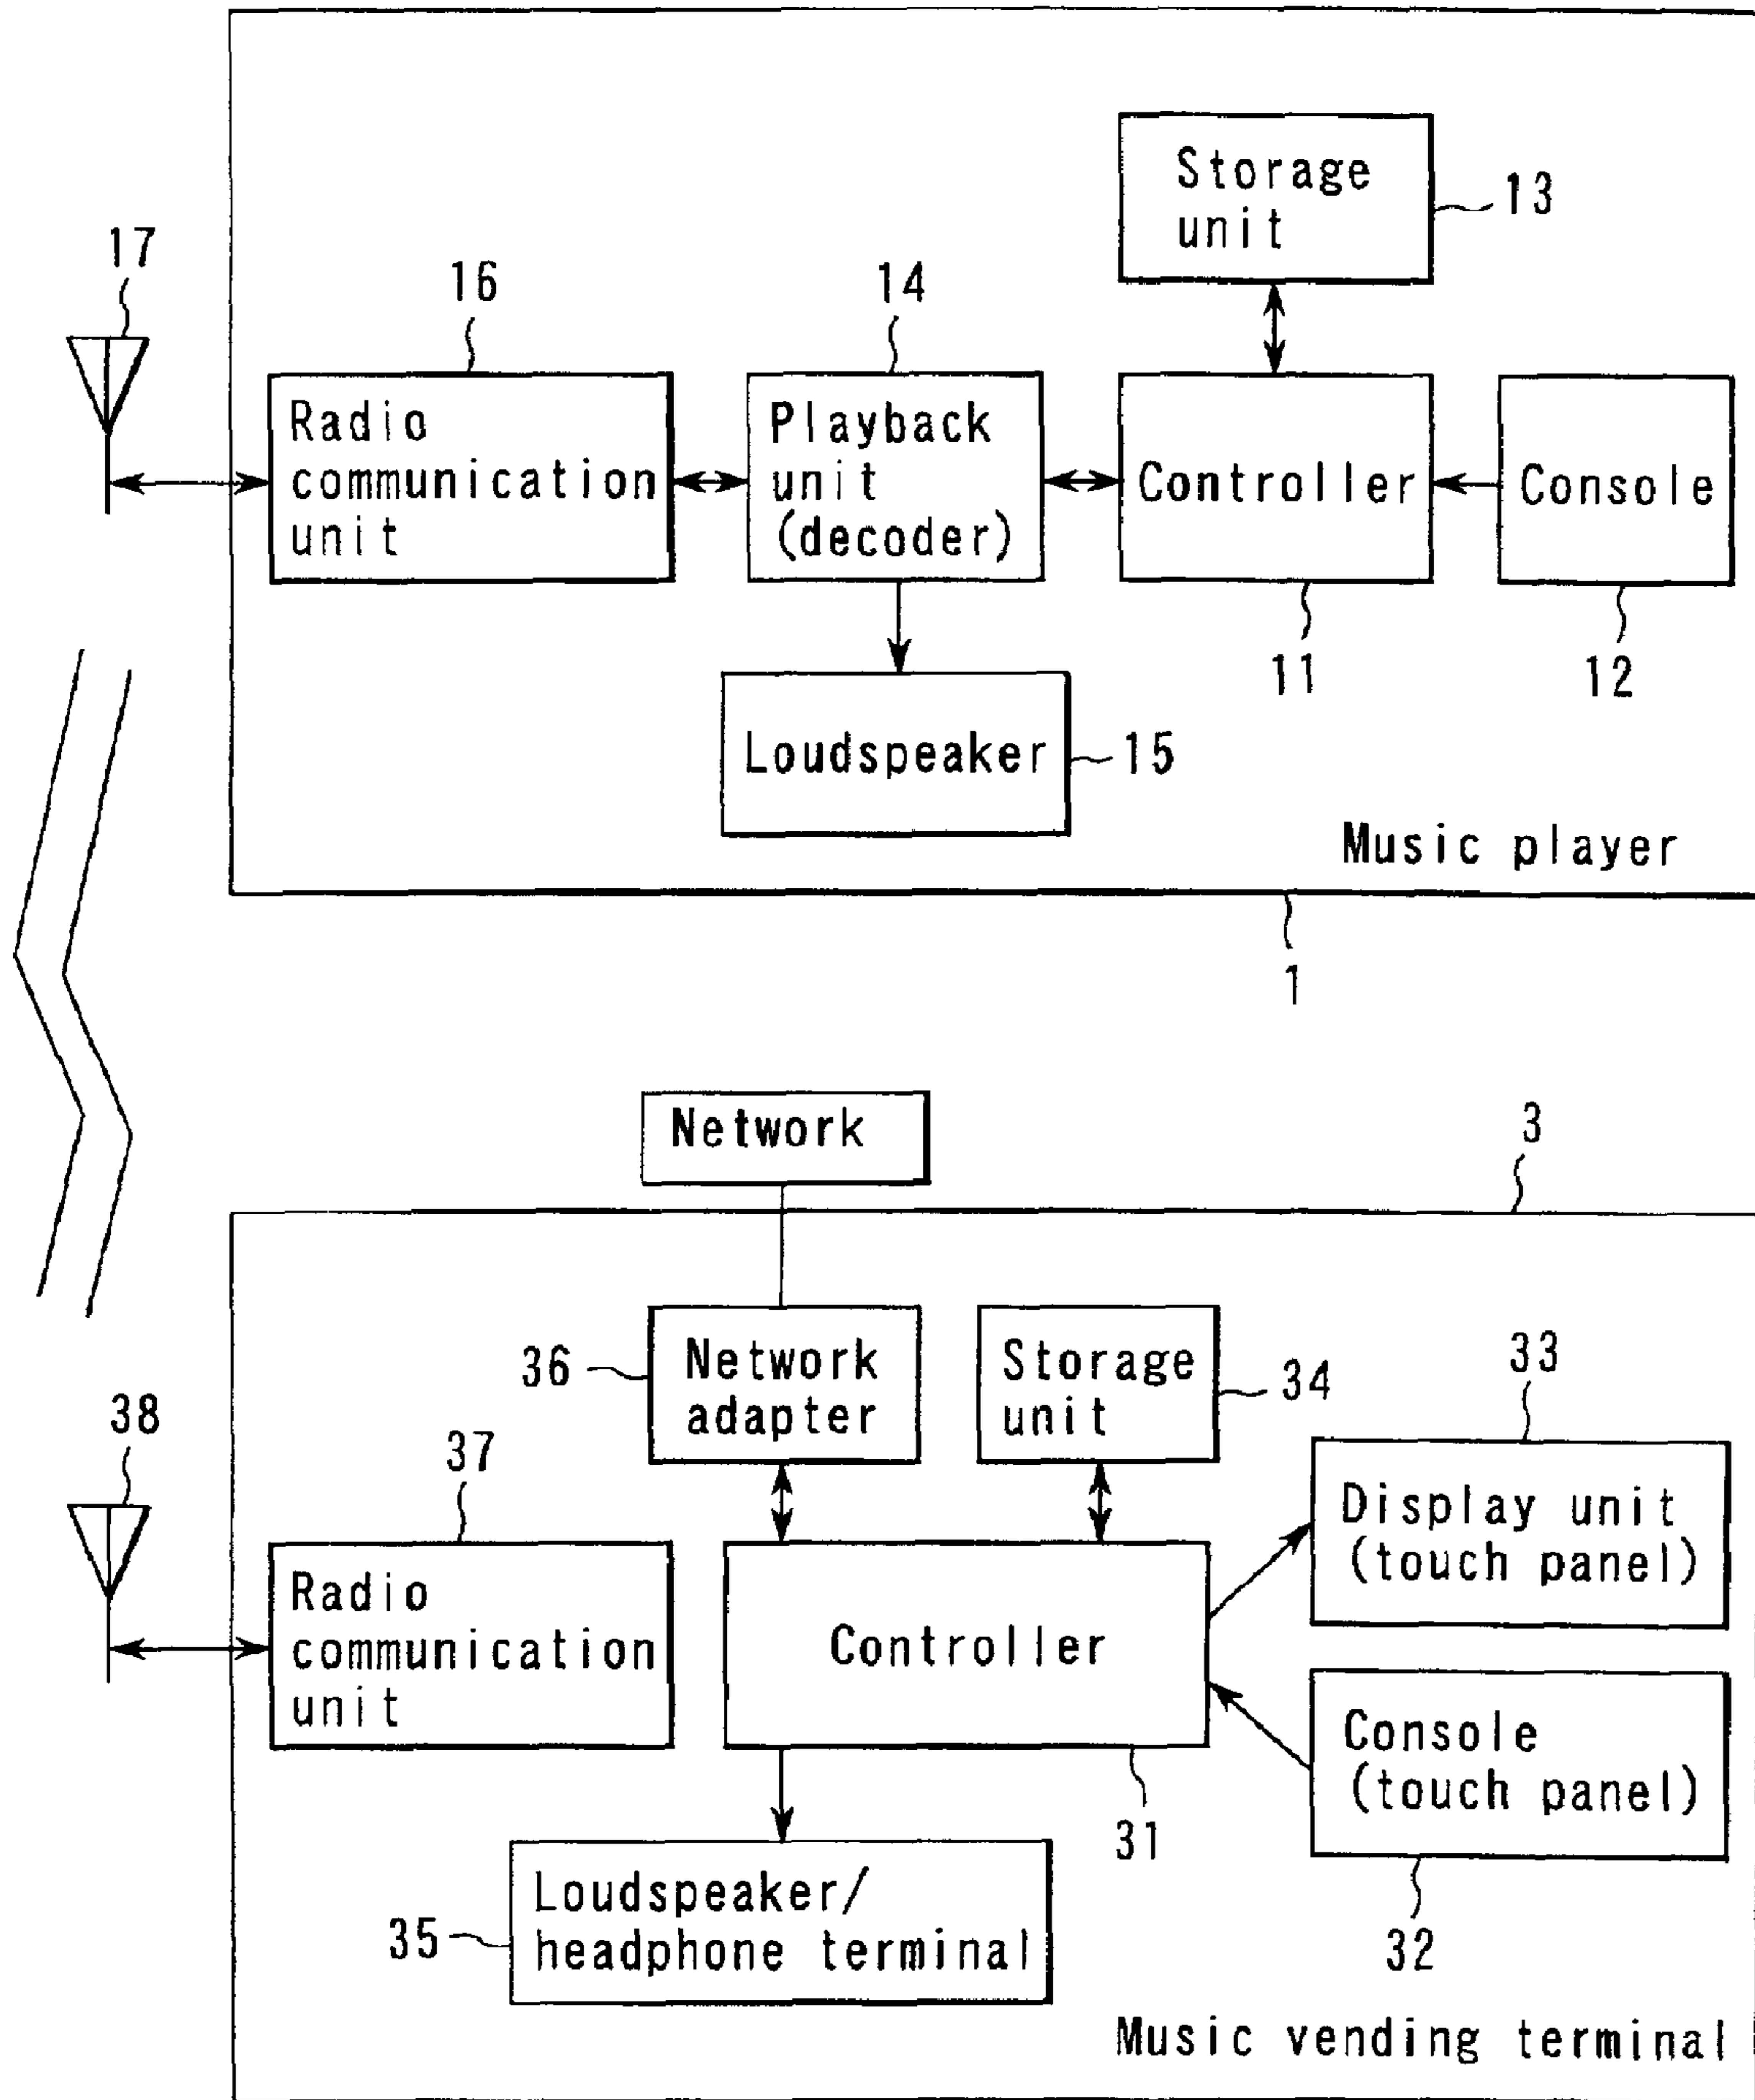 Storage
unit
13
17
16
14
Radio
communication
unit
Playback
unit
(decoder)
Controller
Console
11
12
Loudspeaker
15
Music player
1
Network
3
36
Network
adapter
Storage
unit
34
33
38
37
Display unit
(touch panel)
Radio
communication
unit
Controller
Console
(touch panel)
31
32
35
Loudspeaker/
headphone terminal
Music vending terminal